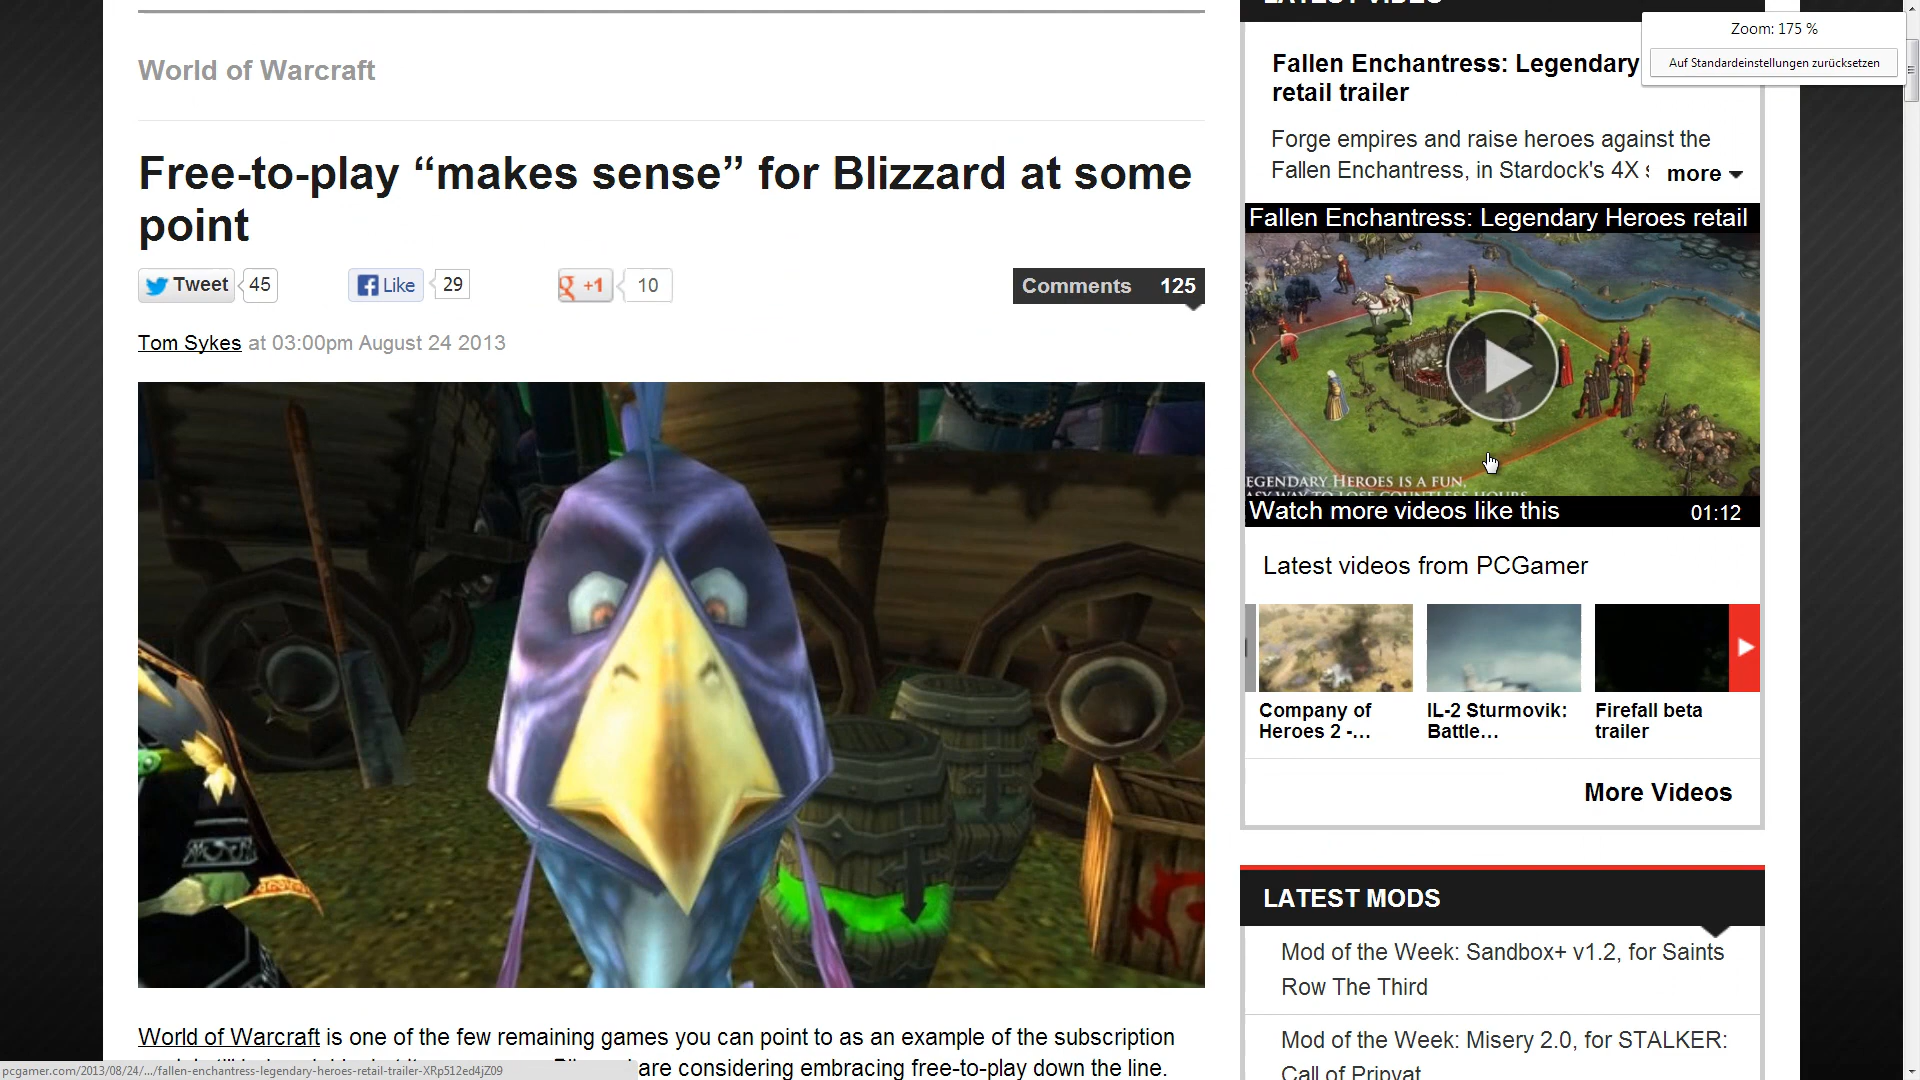 World of Warcraft
Free-to-play “makes sense” for Blizzard at some
point
Tweet 45
Like 29
+1 10
Comments 125
Tom Sykes at 03:00pm August 24 2013
World of Warcraft is one of the few remaining games you can point to as an example of the subscription
are considering embracing free-to-play down the line.
pcgamer.com/2013/08/24/.../fallen-enchantress-legendary-heroes-retail-trailer-XRp512ed4jZ09
LATEST VIDEO
Zoom: 175 %
Auf Standardeinstellungen zurücksetzen
Fallen Enchantress: Legendary
retail trailer
Forge empires and raise heroes against the
Fallen Enchantress, in Stardock's 4X
more
Fallen Enchantress: Legendary Heroes retail
EGENDARY HEROES IS A FUN,
ASY WAY TO LOSE COUNTLESS HOURS
Watch more videos like this 01:12
Latest videos from PCGamer
Company of
Heroes 2 -...
IL-2 Sturmovik:
Battle...
Firefall beta
trailer
More Videos
LATEST MODS
Mod of the Week: Sandbox+ v1.2, for Saints
Row The Third
Mod of the Week: Misery 2.0, for STALKER:
Call of Pripyat